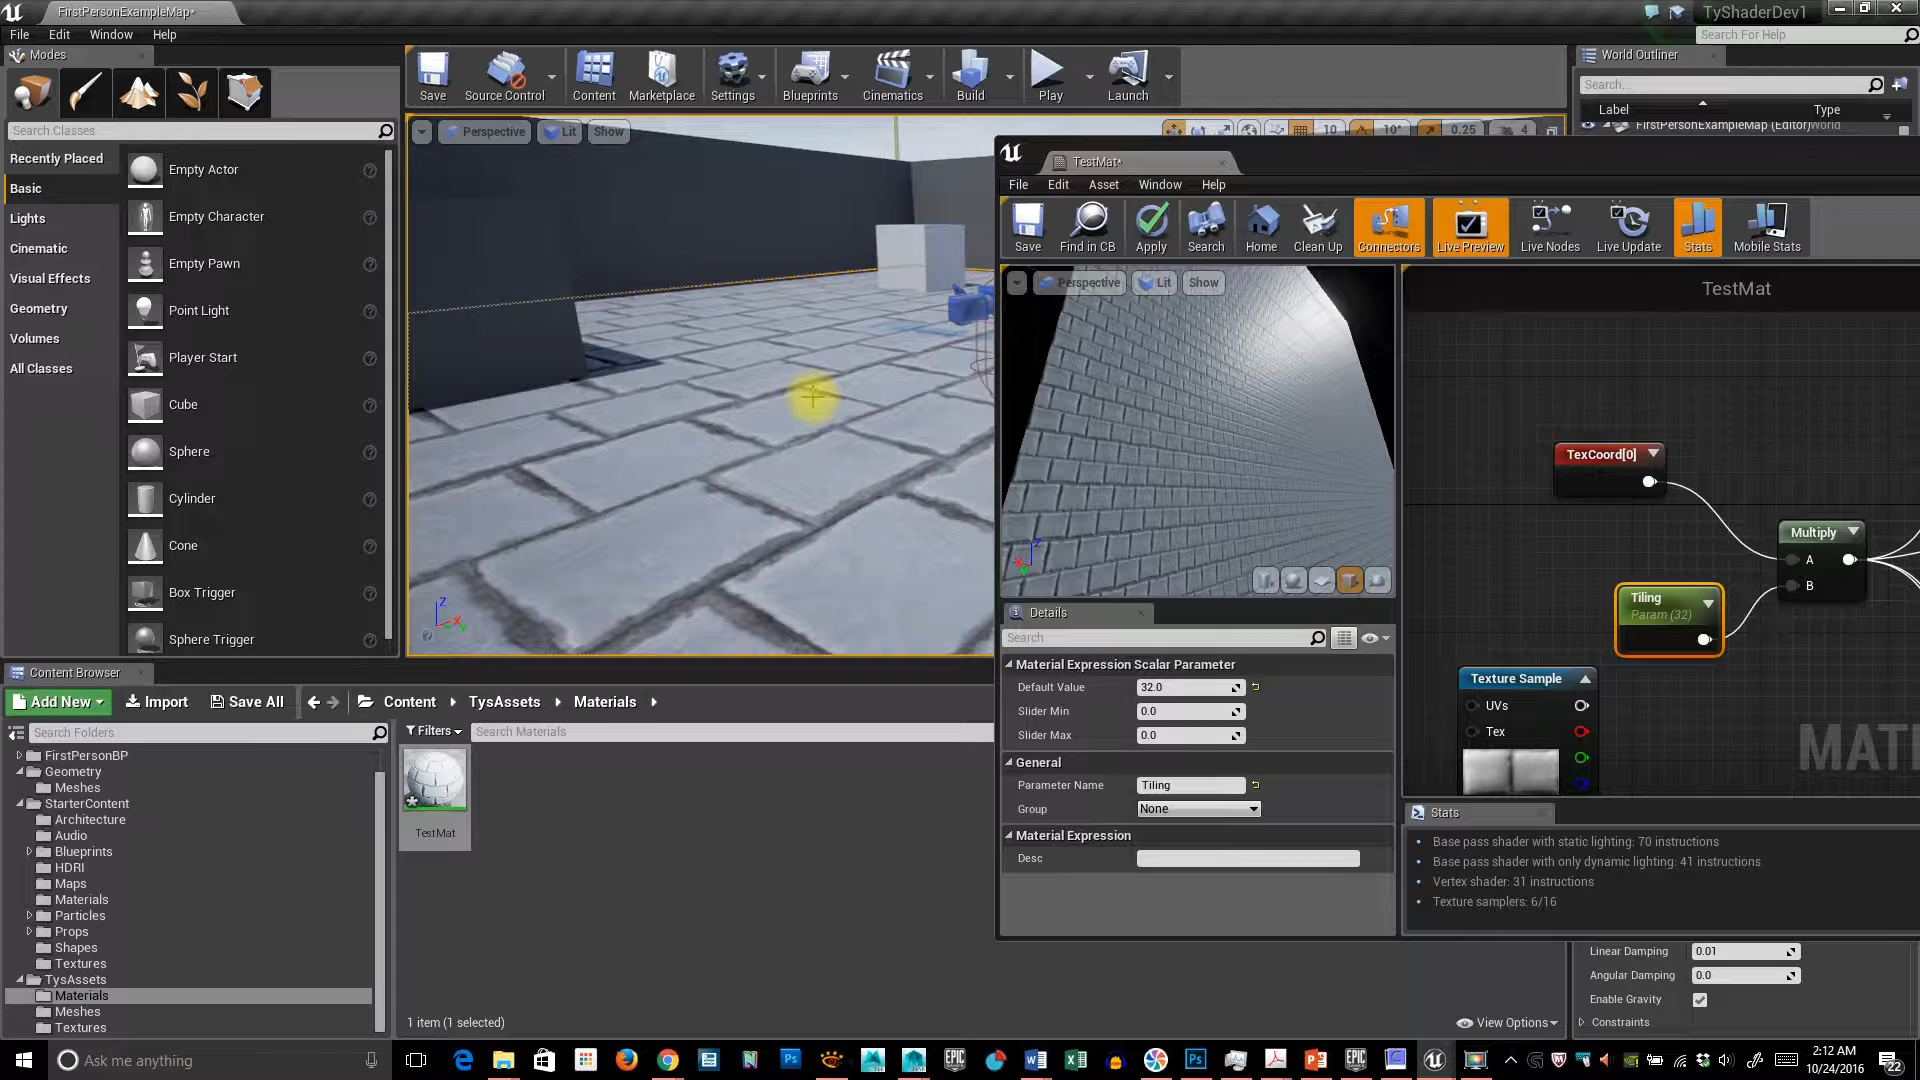 FirstPersonExampleMap*
TyShaderDev1
File Edit Window Help
Search For Help
Modes
Save Source Control Content Marketplace Settings Blueprints Cinematics Build Play Launch
World Outliner
Search...
Label Type
FirstPersonExampleMap (Editor) World
Search Classes
Recently Placed
Basic
Lights
Cinematic
Visual Effects
Geometry
Volumes
All Classes
Empty Actor
Empty Character
Empty Pawn
Point Light
Player Start
Cube
Sphere
Cylinder
Cone
Box Trigger
Sphere Trigger
Perspective Lit Show
10 10° 0.25 4
TestMat*
File Edit Asset Window Help
Save Find in CB Apply Search Home Clean Up Connectors Live Preview Live Nodes Live Update Stats Mobile Stats
Perspective Lit Show
TestMat
TexCoord[0]
Multiply
A
B
Tiling
Param (32)
Texture Sample
UVs
Tex
MAT
Details
Search
Material Expression Scalar Parameter
Default Value 32.0
Slider Min 0.0
Slider Max 0.0
General
Parameter Name Tiling
Group None
Material Expression
Desc
Stats
Base pass shader with static lighting: 70 instructions
Base pass shader with only dynamic lighting: 41 instructions
Vertex shader: 31 instructions
Texture samplers: 6/16
Linear Damping 0.01
Angular Damping 0.0
Enable Gravity
Constraints
Content Browser
Add New Import Save All Content TysAssets Materials
Search Folders
Filters Search Materials
FirstPersonBP
Geometry
Meshes
StarterContent
Architecture
Audio
Blueprints
HDRI
Maps
Materials
Particles
Props
Shapes
Textures
TysAssets
Materials
Meshes
Textures
TestMat
1 item (1 selected)
View Options
Ask me anything
2:12 AM
10/24/2016
22